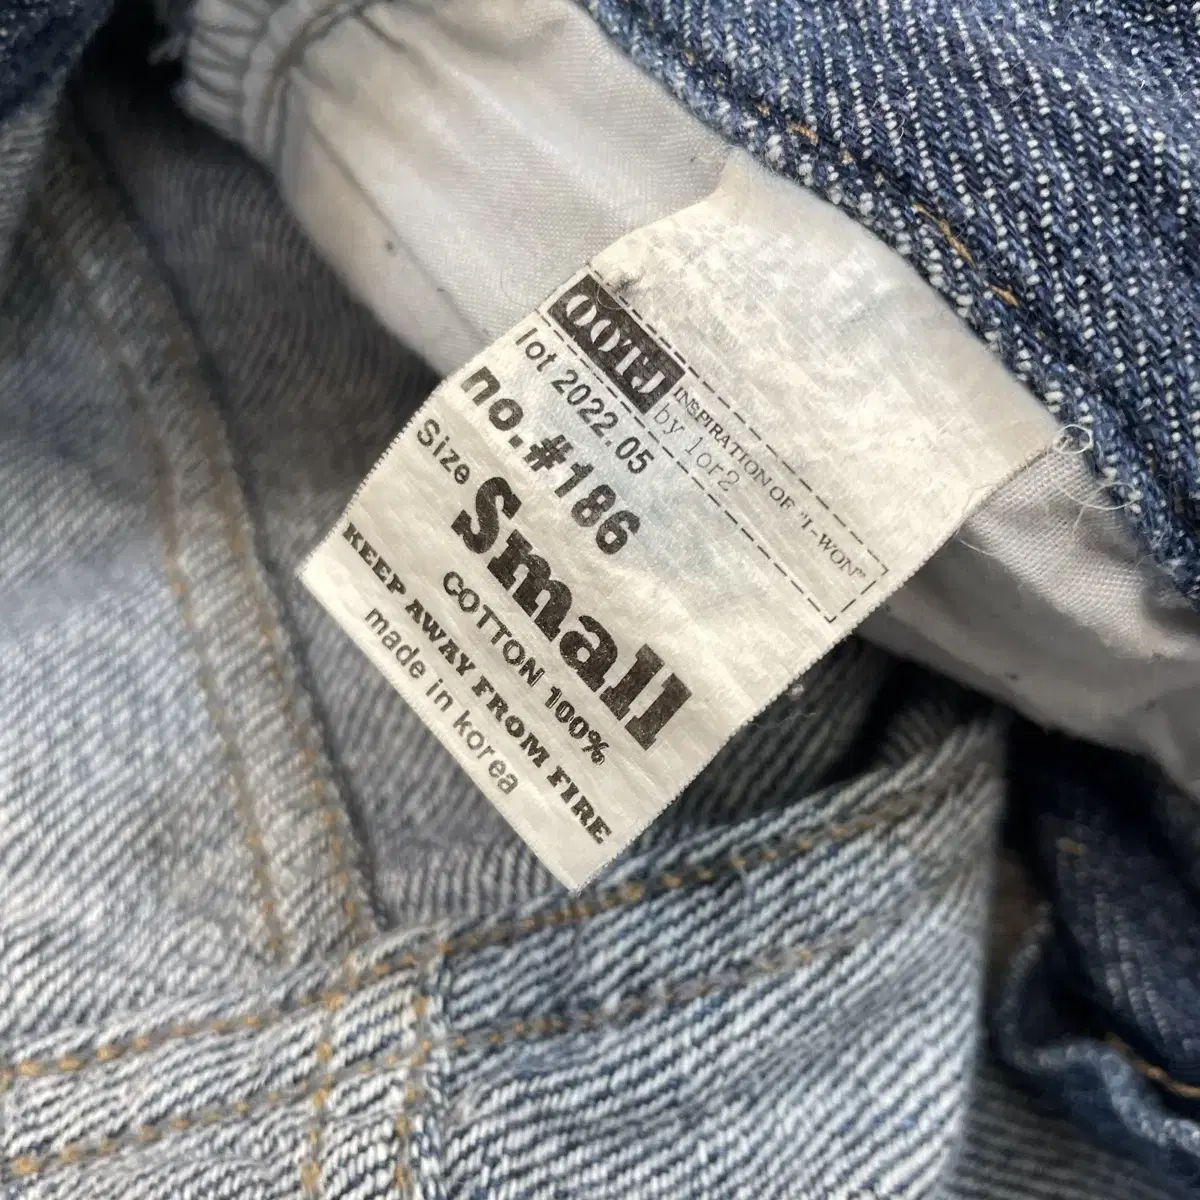 INSPIRATION OF "I-WON"
by 1or2
lot 2022.05
no.#186
Size Small
COTTON 100%
KEEP AWAY FROM FIRE
made in korea